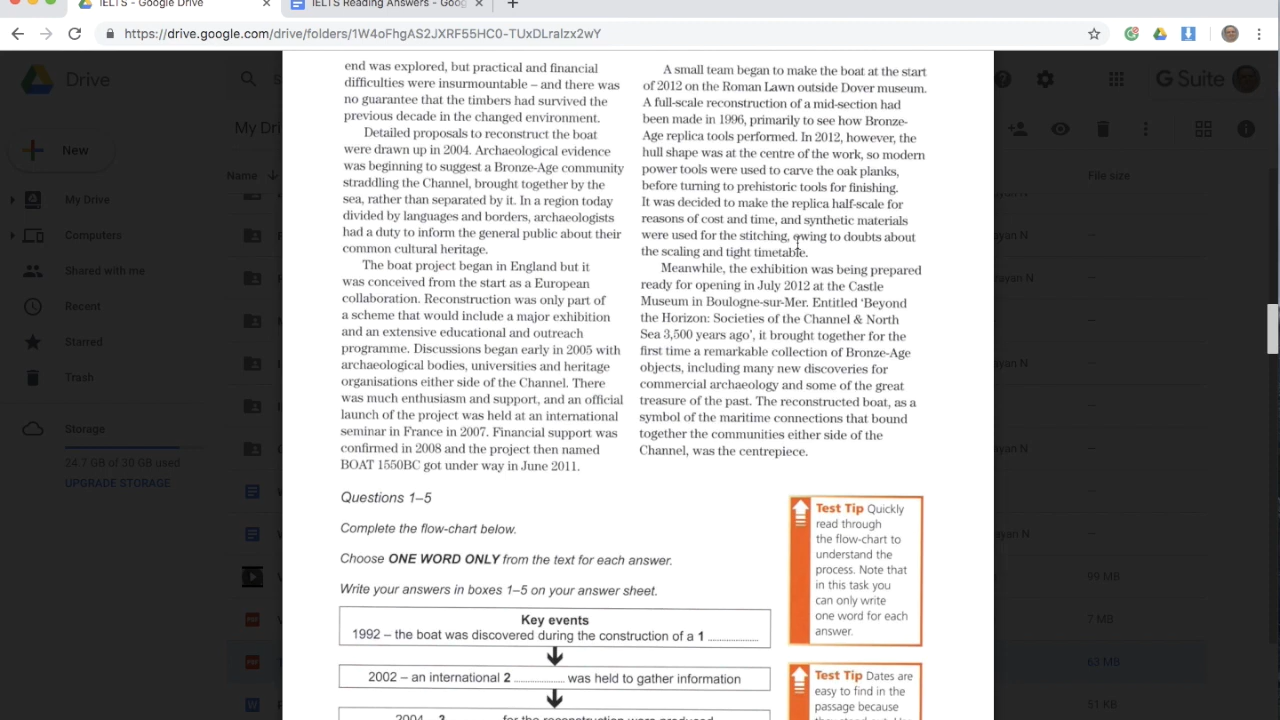 IELTS - Google Drive
IELTS Reading Answers - Goog
https://drive.google.com/drive/folders/1W4oFhgAS2JXRF55HC0-TUxDLralzx2wY
Drive
G Suite
My Dri
New
Name
File size
My Drive
Computers
Shared with me
Recent
Starred
Trash
Storage
24.7 GB of 30 GB used
UPGRADE STORAGE
end was explored, but practical and financial
difficulties were insurmountable – and there was
no guarantee that the timbers had survived the
previous decade in the changed environment.
Detailed proposals to reconstruct the boat
were drawn up in 2004. Archaeological evidence
was beginning to suggest a Bronze-Age community
straddling the Channel, brought together by the
sea, rather than separated by it. In a region today
divided by languages and borders, archaeologists
had a duty to inform the general public about their
common cultural heritage.
The boat project began in England but it
was conceived from the start as a European
collaboration. Reconstruction was only part of
a scheme that would include a major exhibition
and an extensive educational and outreach
programme. Discussions began early in 2005 with
archaeological bodies, universities and heritage
organisations either side of the Channel. There
was much enthusiasm and support, and an official
launch of the project was held at an international
seminar in France in 2007. Financial support was
confirmed in 2008 and the project then named
BOAT 1550BC got under way in June 2011.
A small team began to make the boat at the start
of 2012 on the Roman Lawn outside Dover museum.
A full-scale reconstruction of a mid-section had
been made in 1996, primarily to see how Bronze-
Age replica tools performed. In 2012, however, the
hull shape was at the centre of the work, so modern
power tools were used to carve the oak planks,
before turning to prehistoric tools for finishing.
It was decided to make the replica half-scale for
reasons of cost and time, and synthetic materials
were used for the stitching, owing to doubts about
the scaling and tight timetable.
Meanwhile, the exhibition was being prepared
ready for opening in July 2012 at the Castle
Museum in Boulogne-sur-Mer. Entitled ‘Beyond
the Horizon: Societies of the Channel & North
Sea 3,500 years ago’, it brought together for the
first time a remarkable collection of Bronze-Age
objects, including many new discoveries for
commercial archaeology and some of the great
treasure of the past. The reconstructed boat, as a
symbol of the maritime connections that bound
together the communities either side of the
Channel, was the centrepiece.
Questions 1–5
Complete the flow-chart below.
Choose ONE WORD ONLY from the text for each answer.
Write your answers in boxes 1–5 on your answer sheet.
Key events
1992 – the boat was discovered during the construction of a 1 ..............
2002 – an international 2 .............. was held to gather information
2004 – 3 for the reconstruction were produced
Test Tip Quickly
read through
the flow-chart to
understand the
process. Note that
in this task you
can only write
one word for each
answer.
Test Tip Dates are
easy to find in the
passage because
ayan N
99 MB
7 MB
63 MB
51 KB